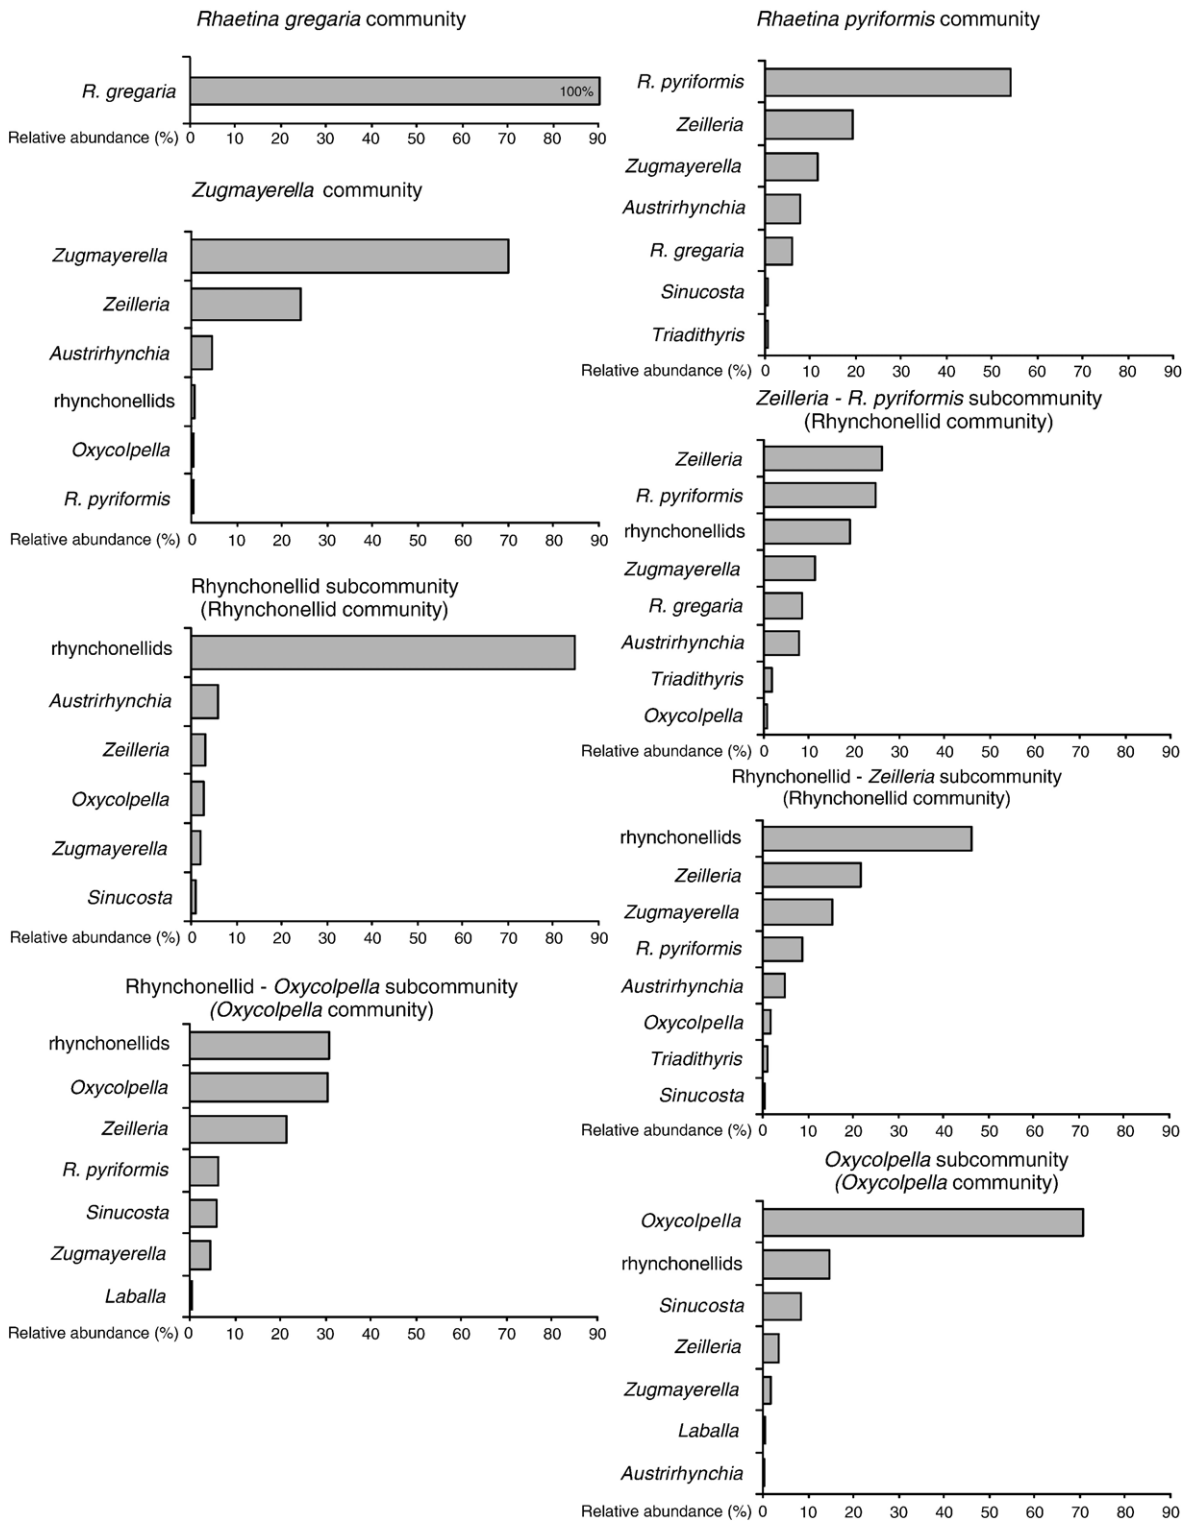 Rhaetina gregaria community
R. gregaria
100%
Relative abundance (%) 0 10 20 30 40 50 60 70 80 90
Zugmayerella community
Zugmayerella
Zeilleria
Austrirhynchia
rhynchonellids
Oxycolpella
R. pyriformis
Relative abundance (%) 0 10 20 30 40 50 60 70 80 90
Rhynchonellid subcommunity
(Rhynchonellid community)
rhynchonellids
Austrirhynchia
Zeilleria
Oxycolpella
Zugmayerella
Sinucosta
Relative abundance (%) 0 10 20 30 40 50 60 70 80 90
Rhynchonellid - Oxycolpella subcommunity
(Oxycolpella community)
rhynchonellids
Oxycolpella
Zeilleria
R. pyriformis
Sinucosta
Zugmayerella
Laballa
Relative abundance (%) 0 10 20 30 40 50 60 70 80 90
Rhaetina pyriformis community
R. pyriformis
Zeilleria
Zugmayerella
Austrirhynchia
R. gregaria
Sinucosta
Triadithyris
Relative abundance (%) 0 10 20 30 40 50 60 70 80 90
Zeilleria - R. pyriformis subcommunity
(Rhynchonellid community)
Zeilleria
R. pyriformis
rhynchonellids
Zugmayerella
R. gregaria
Austrirhynchia
Triadithyris
Oxycolpella
Relative abundance (%) 0 10 20 30 40 50 60 70 80 90
Rhynchonellid - Zeilleria subcommunity
(Rhynchonellid community)
rhynchonellids
Zeilleria
Zugmayerella
R. pyriformis
Austrirhynchia
Oxycolpella
Triadithyris
Sinucosta
Relative abundance (%) 0 10 20 30 40 50 60 70 80 90
Oxycolpella subcommunity
(Oxycolpella community)
Oxycolpella
rhynchonellids
Sinucosta
Zeilleria
Zugmayerella
Laballa
Austrirhynchia
Relative abundance (%) 0 10 20 30 40 50 60 70 80 90